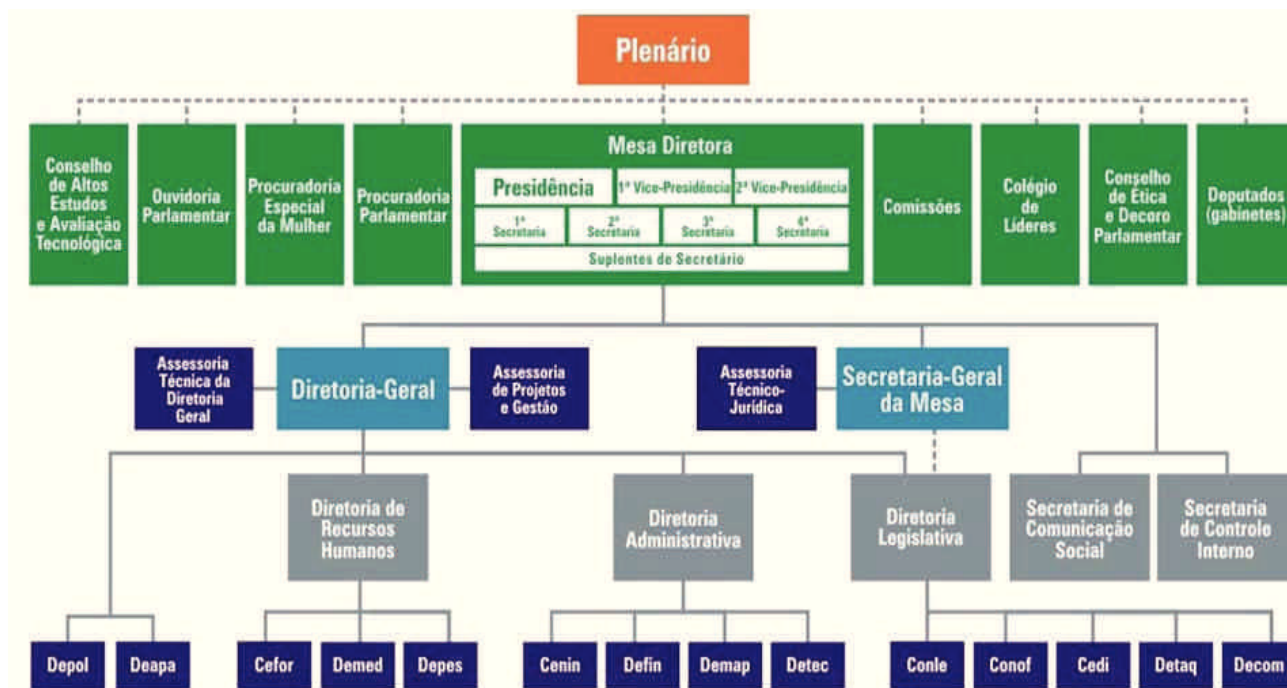 Plenário
Conselho
de Altos
Estudos
e Avaliação
Tecnológica
Ouvidoria
Parlamentar
Procuradoria
Especial
da Mulher
Procuradoria
Parlamentar
Mesa Diretora
Presidência
1ª Vice-Presidência
2ª Vice-Presidência
1ª
Secretaria
2ª
Secretaria
3ª
Secretaria
4ª
Secretaria
Suplentes de Secretário
Comissões
Colégio
de
Líderes
Conselho
de Ética
e Decoro
Parlamentar
Deputados
(gabinetes)
Assessoria
Técnica da
Diretoria
Geral
Diretoria-Geral
Assessoria
de Projetos
e Gestão
Assessoria
Técnico-
Jurídica
Secretaria-Geral
da Mesa
Diretoria de
Recursos
Humanos
Diretoria
Administrativa
Diretoria
Legislativa
Secretaria de
Comunicação
Social
Secretaria
de Controle
Interno
Depol
Deapa
Cefor
Demed
Depes
Cenin
Defin
Demap
Detec
Conle
Conof
Cedi
Detaq
Decom